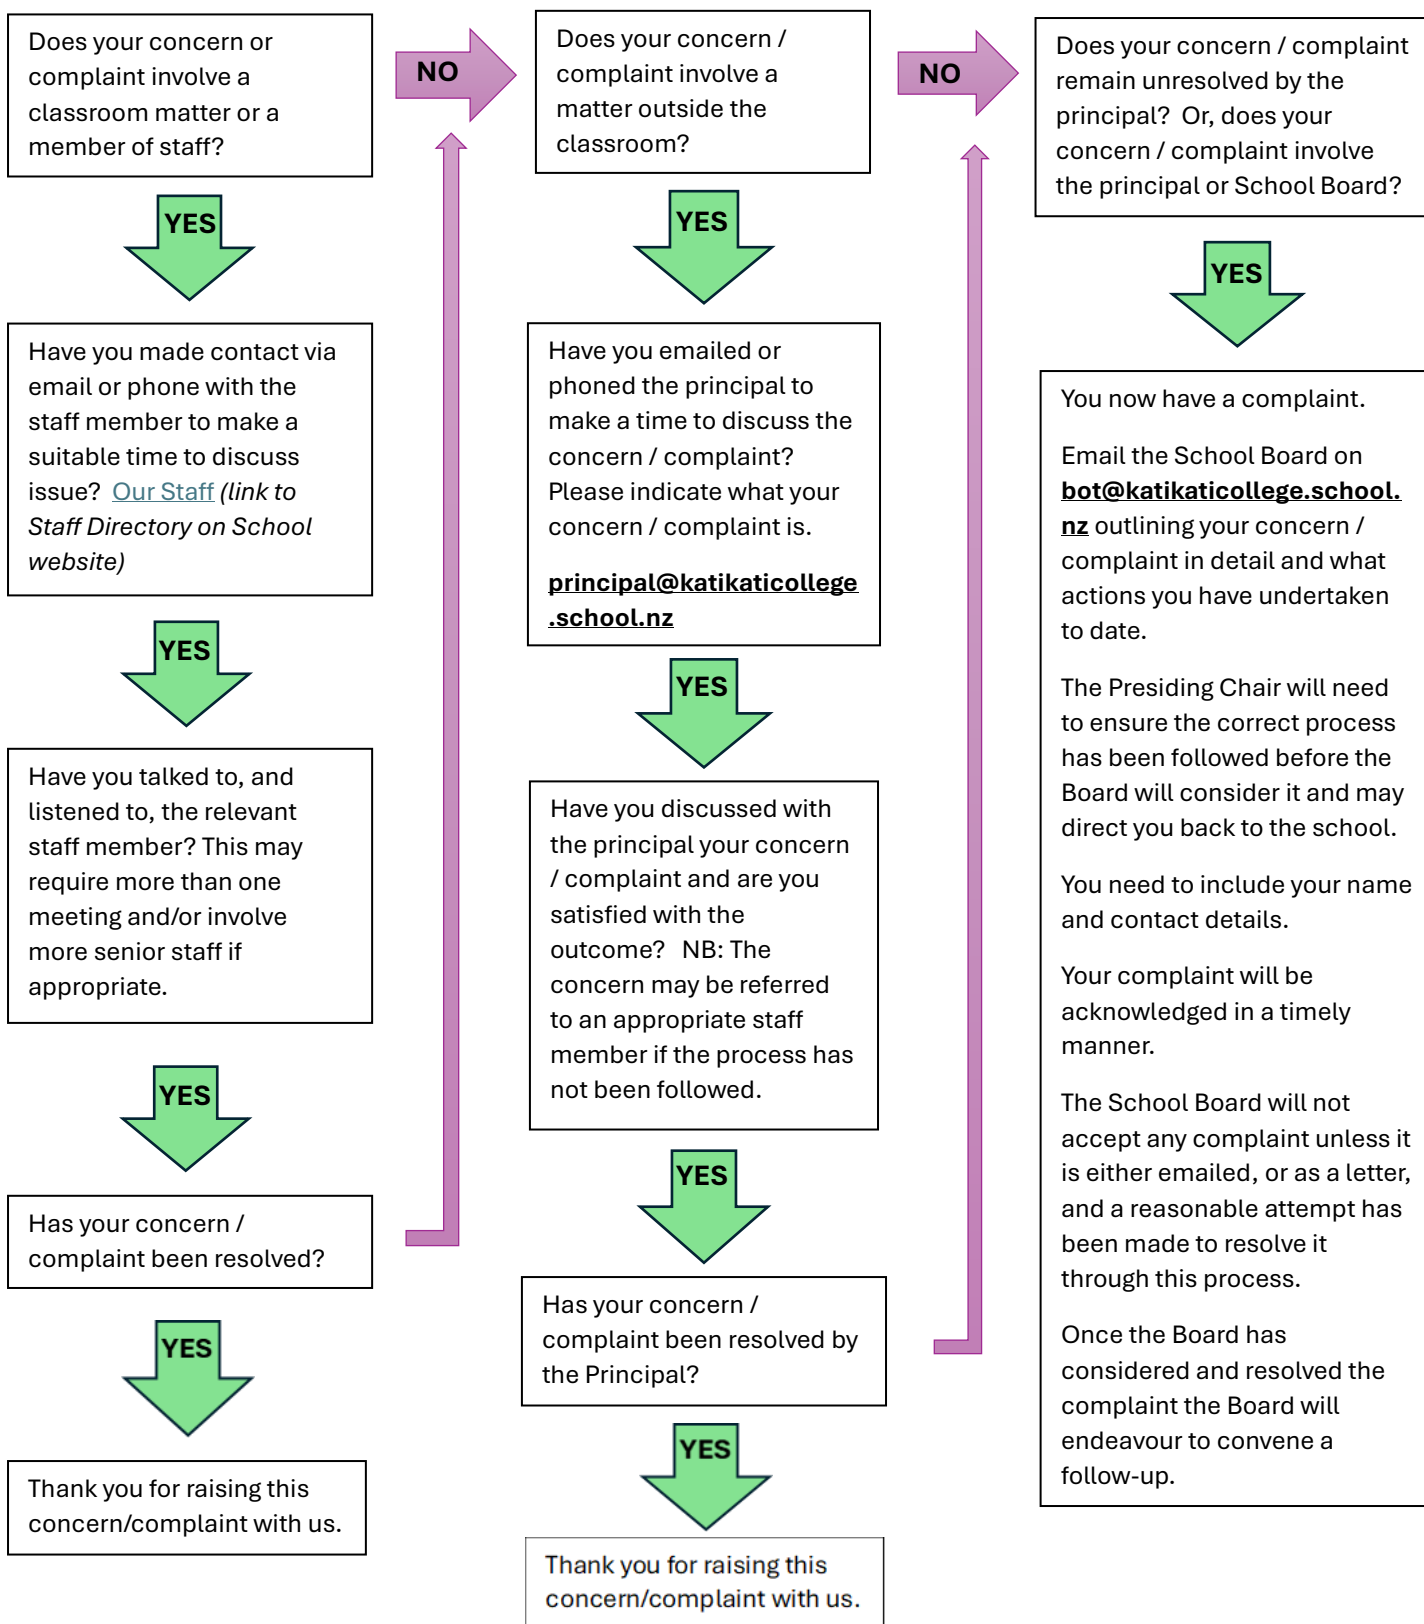 Does your concern or
complaint involve a
classroom matter or a
member of staff?
YES
Have you made contact via
email or phone with the
staff member to make a
suitable time to discuss
issue? Our Staff (link to
Staff Directory on School
website)
YES
Have you talked to, and
listened to, the relevant
staff member? This may
require more than one
meeting and/or involve
more senior staff if
appropriate.
YES
Has your concern /
complaint been resolved?
YES
Thank you for raising this
concern/complaint with us.
NO
Does your concern /
complaint involve a
matter outside the
classroom?
YES
Have you emailed or
phoned the principal to
make a time to discuss the
concern / complaint?
Please indicate what your
concern / complaint is.
principal@katikaticollege
.school.nz
YES
Have you discussed with
the principal your concern
/ complaint and are you
satisfied with the
outcome? NB: The
concern may be referred
to an appropriate staff
member if the process has
not been followed.
YES
Has your concern /
complaint been resolved by
the Principal?
YES
Thank you for raising this
concern/complaint with us.
NO
Does your concern / complaint
remain unresolved by the
principal? Or, does your
concern / complaint involve
the principal or School Board?
YES
You now have a complaint.
Email the School Board on
bot@katikaticollege.school.
nz outlining your concern /
complaint in detail and what
actions you have undertaken
to date.
The Presiding Chair will need
to ensure the correct process
has been followed before the
Board will consider it and may
direct you back to the school.
You need to include your name
and contact details.
Your complaint will be
acknowledged in a timely
manner.
The School Board will not
accept any complaint unless it
is either emailed, or as a letter,
and a reasonable attempt has
been made to resolve it
through this process.
Once the Board has
considered and resolved the
complaint the Board will
endeavour to convene a
follow-up.